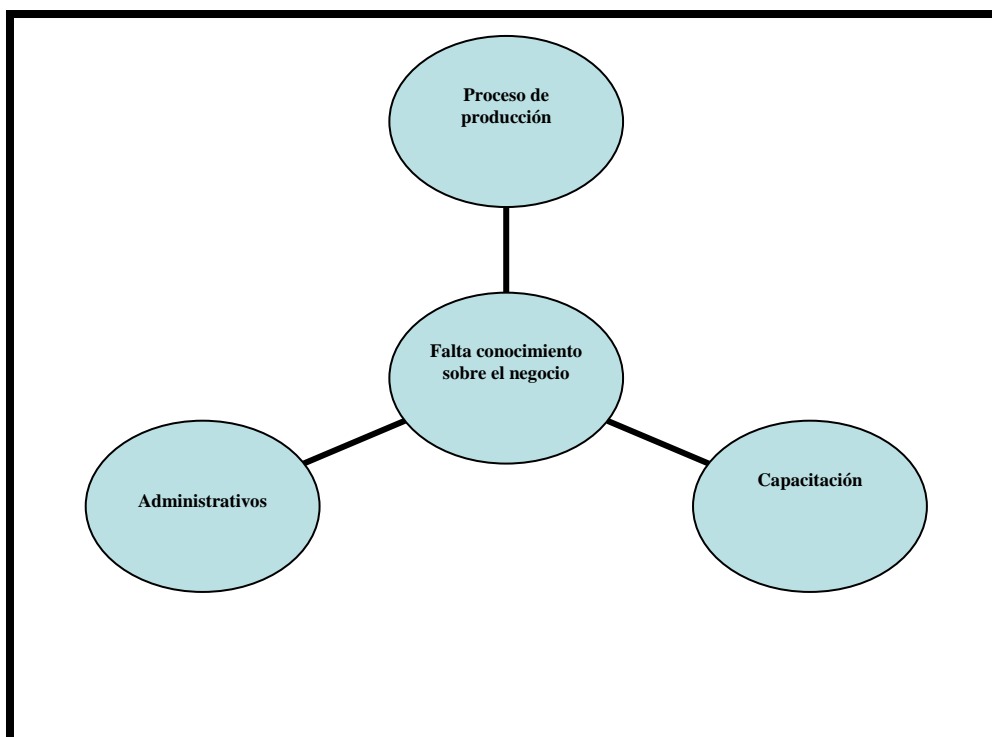 Proceso de
producción
Falta conocimiento
sobre el negocio
Administrativos
Capacitación